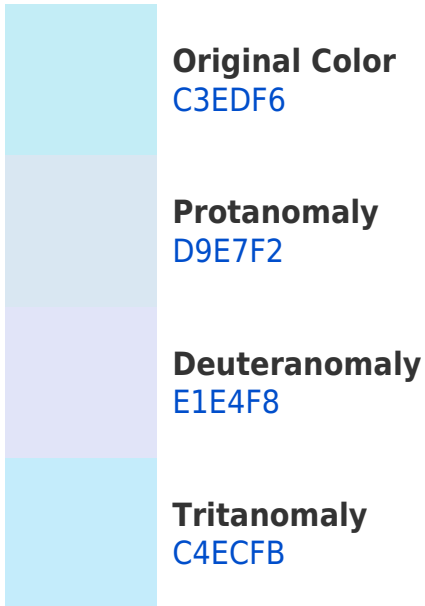 Original Color
C3EDF6
Protanomaly
D9E7F2
Deuteranomaly
E1E4F8
Tritanomaly
C4ECFB